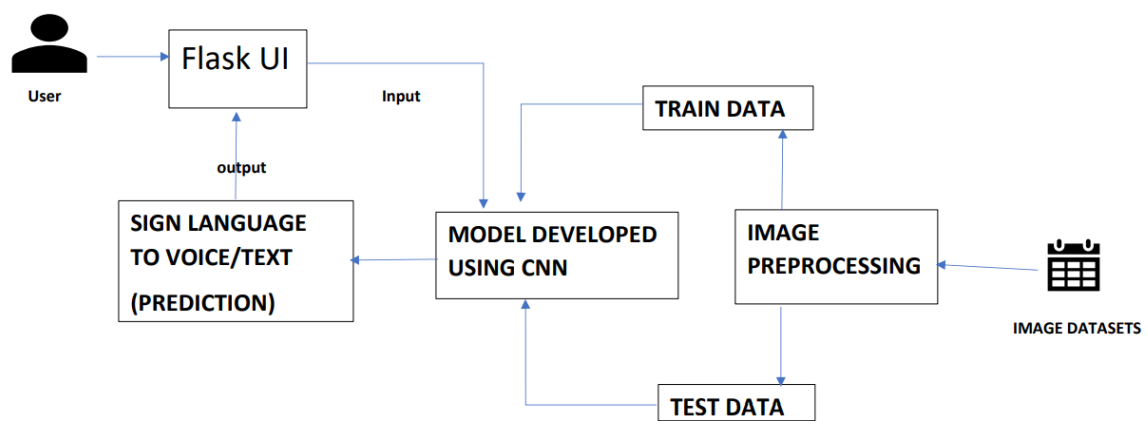 Flask UI
User
Input
TRAIN DATA
output
SIGN LANGUAGE
TO VOICE/TEXT
(PREDICTION)
MODEL DEVELOPED
USING CNN
IMAGE
PREPROCESSING
IMAGE DATASETS
TEST DATA